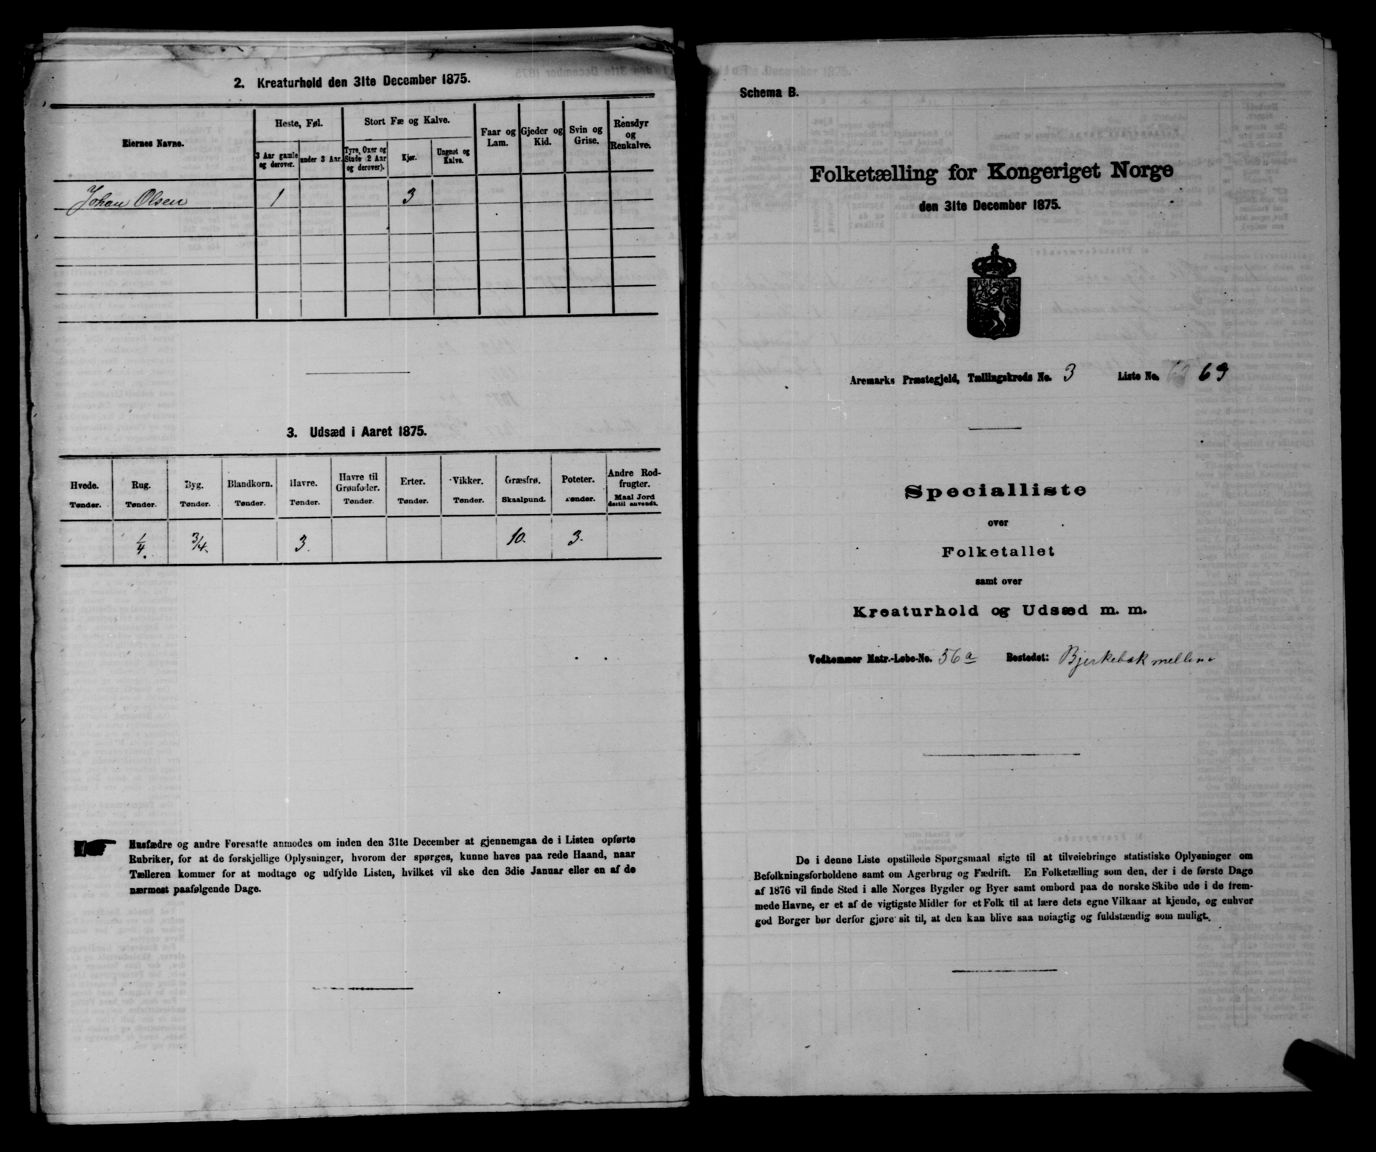 2. Kreaturhold den 31te December 1875.
Eiernes Navne.
Heste, Føl.
Stort Fæ og Kalve.
Faar og Lam.
Gjeder og Kid.
Svin og Grise.
Rensdyr og Renkalve.
3 Aar gamle og derover.
under 3 Aar.
Tyre, Oxer og Stude (2 Aar og derover).
Kjør.
Ungnøt og Kalve.
Johan Olsen 1 3
3. Udsæd i Aaret 1875.
Hvede. Rug. Byg. Blandkorn. Havre. Havre til Grønfoder. Erter. Vikker. Græsfrø. Poteter. Andre Rodfrugter.
Tønder. Tønder. Tønder. Tønder. Tønder. Tønder. Tønder. Tønder. Skaalpund. Tønder. Maal Jord dertil anvendt.
1/4. 3/4. 3. 10. 3.
Husfædre og andre Foresatte anmodes om inden den 31te December at gjennemgaa de i Listen opførte
Rubriker, for at de forskjellige Oplysninger, hvorom der spørges, kunne haves paa rede Haand, naar
Tælleren kommer for at modtage og udfylde Listen, hvilket vil ske den 3die Januar eller en af de
nærmest paafølgende Dage.
Schema B.
Folketælling for Kongeriget Norge
den 31te December 1875.
Aremarks Præstegjeld, Tællingskreds No. 3 Liste No. 63
Specialliste
over
Folketallet
samt over
Kreaturhold og Udsæd m. m.
Vedkommer Matr.-Løbe-No. 56a Bostedet: Bjerkebæk mellem
De i denne Liste opstillede Spørgsmaal sigte til at tilveiebringe statistiske Oplysninger om
Befolkningsforholdene samt om Agerbrug og Fædrift. En Folketælling som den, der i de første Dage
af 1876 vil finde Sted i alle Norges Bygder og Byer samt ombord paa de norske Skibe ude i de frem-
mede Havne, er et af de vigtigste Midler for et Folk til at lære dets egne Vilkaar at kjende, og enhver
god Borger bør derfor gjøre sit til, at den kan blive saa nøiagtig og fuldstændig som muligt.